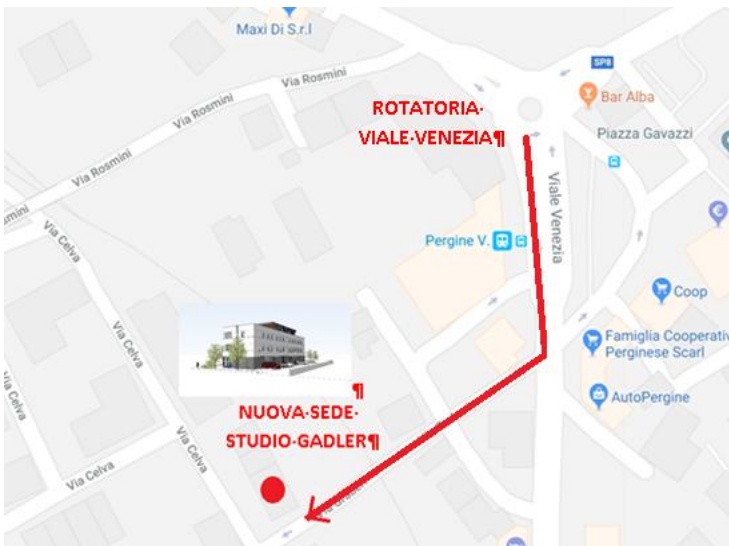 Maxi Di S.r.l
SP8
Via Rosmini
ROTATORIA·
VIALE·VENEZIA¶
Bar Alba
Via Rosmini
Piazza Gavazzi
Via Rosmini
Viale Venezia
Via Celva
Pergine V.
Coop
Via Celva
Famiglia Cooperativ
Perginese Scarl
¶
NUOVA·SEDE·
STUDIO·GADLER¶
AutoPergine
Via Celva
Via Celva
Via Celva